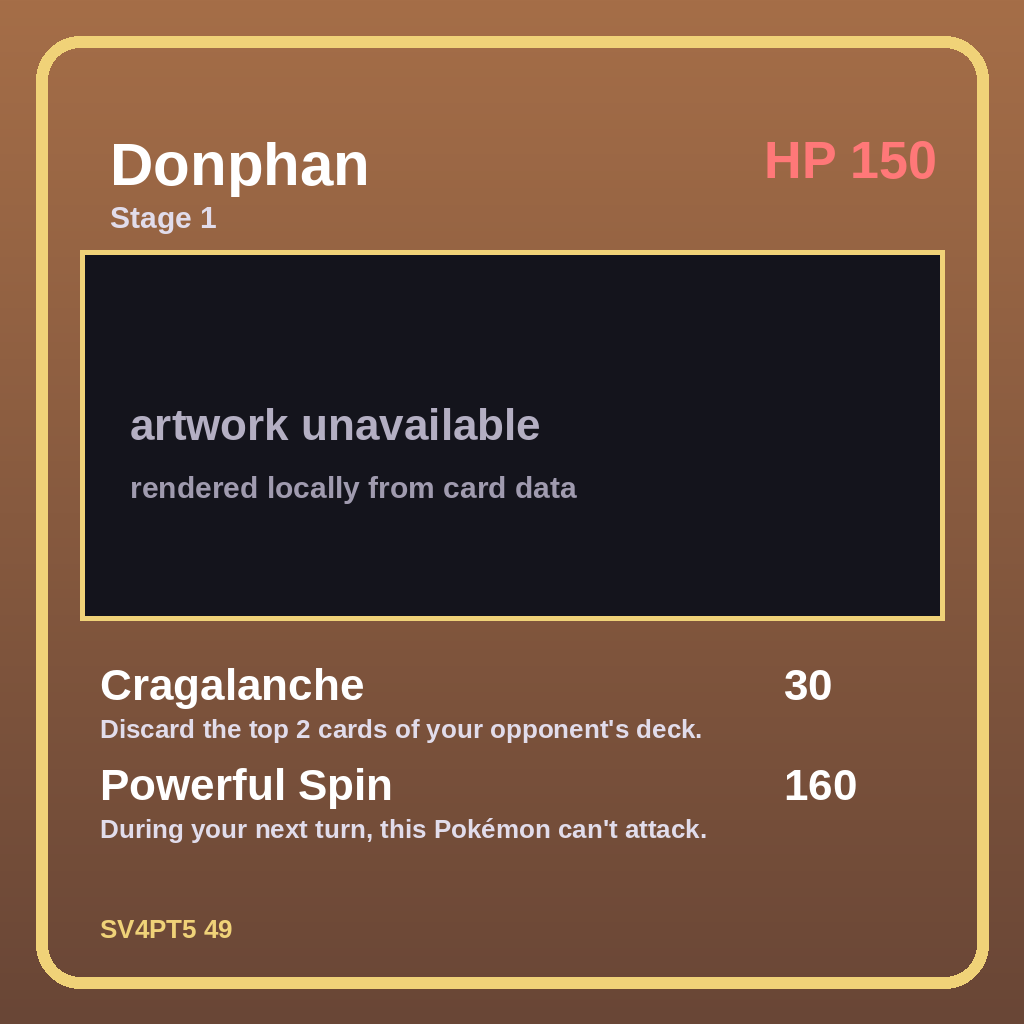 Donphan
HP 150
Stage 1
artwork unavailable
rendered locally from card data
Cragalanche 30
Discard the top 2 cards of your opponent's deck.
Powerful Spin 160
During your next turn, this Pokémon can't attack.
SV4PT5 49